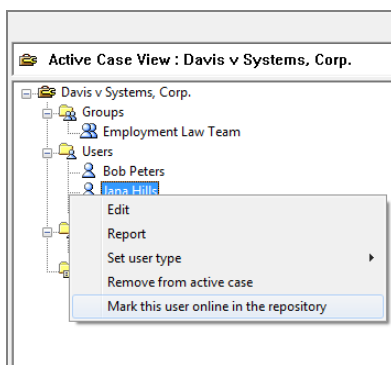 Active Case View : Davis v Systems, Corp.
Davis v Systems, Corp.
Groups
Employment Law Team
Users
Bob Peters
Jana Hills
Edit
Report
Set user type
Remove from active case
Mark this user online in the repository